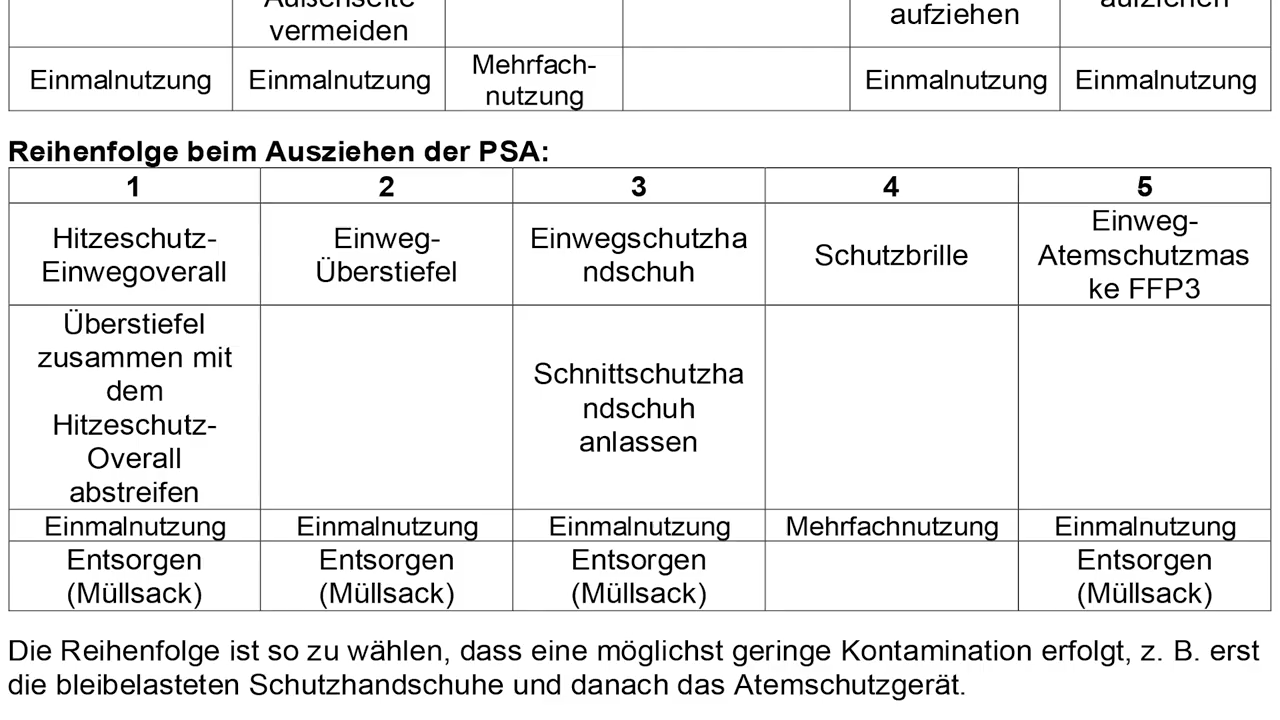 Außenseite
vermeiden
aufziehen
aufziehen
Einmalnutzung
Einmalnutzung
Mehrfach-
nutzung
Einmalnutzung
Einmalnutzung
Reihenfolge beim Ausziehen der PSA:
1 2 3 4 5
Hitzeschutz-
Einwegoverall
Einweg-
Überstiefel
Einwegschutzha
ndschuh
Schutzbrille
Einweg-
Atemschutzmas
ke FFP3
Überstiefel
zusammen mit
dem
Hitzeschutz-
Overall
abstreifen
Schnittschutzha
ndschuh
anlassen
Einmalnutzung Einmalnutzung Einmalnutzung Mehrfachnutzung Einmalnutzung
Entsorgen
(Müllsack)
Entsorgen
(Müllsack)
Entsorgen
(Müllsack)
Entsorgen
(Müllsack)
Die Reihenfolge ist so zu wählen, dass eine möglichst geringe Kontamination erfolgt, z. B. erst
die bleibelasteten Schutzhandschuhe und danach das Atemschutzgerät.